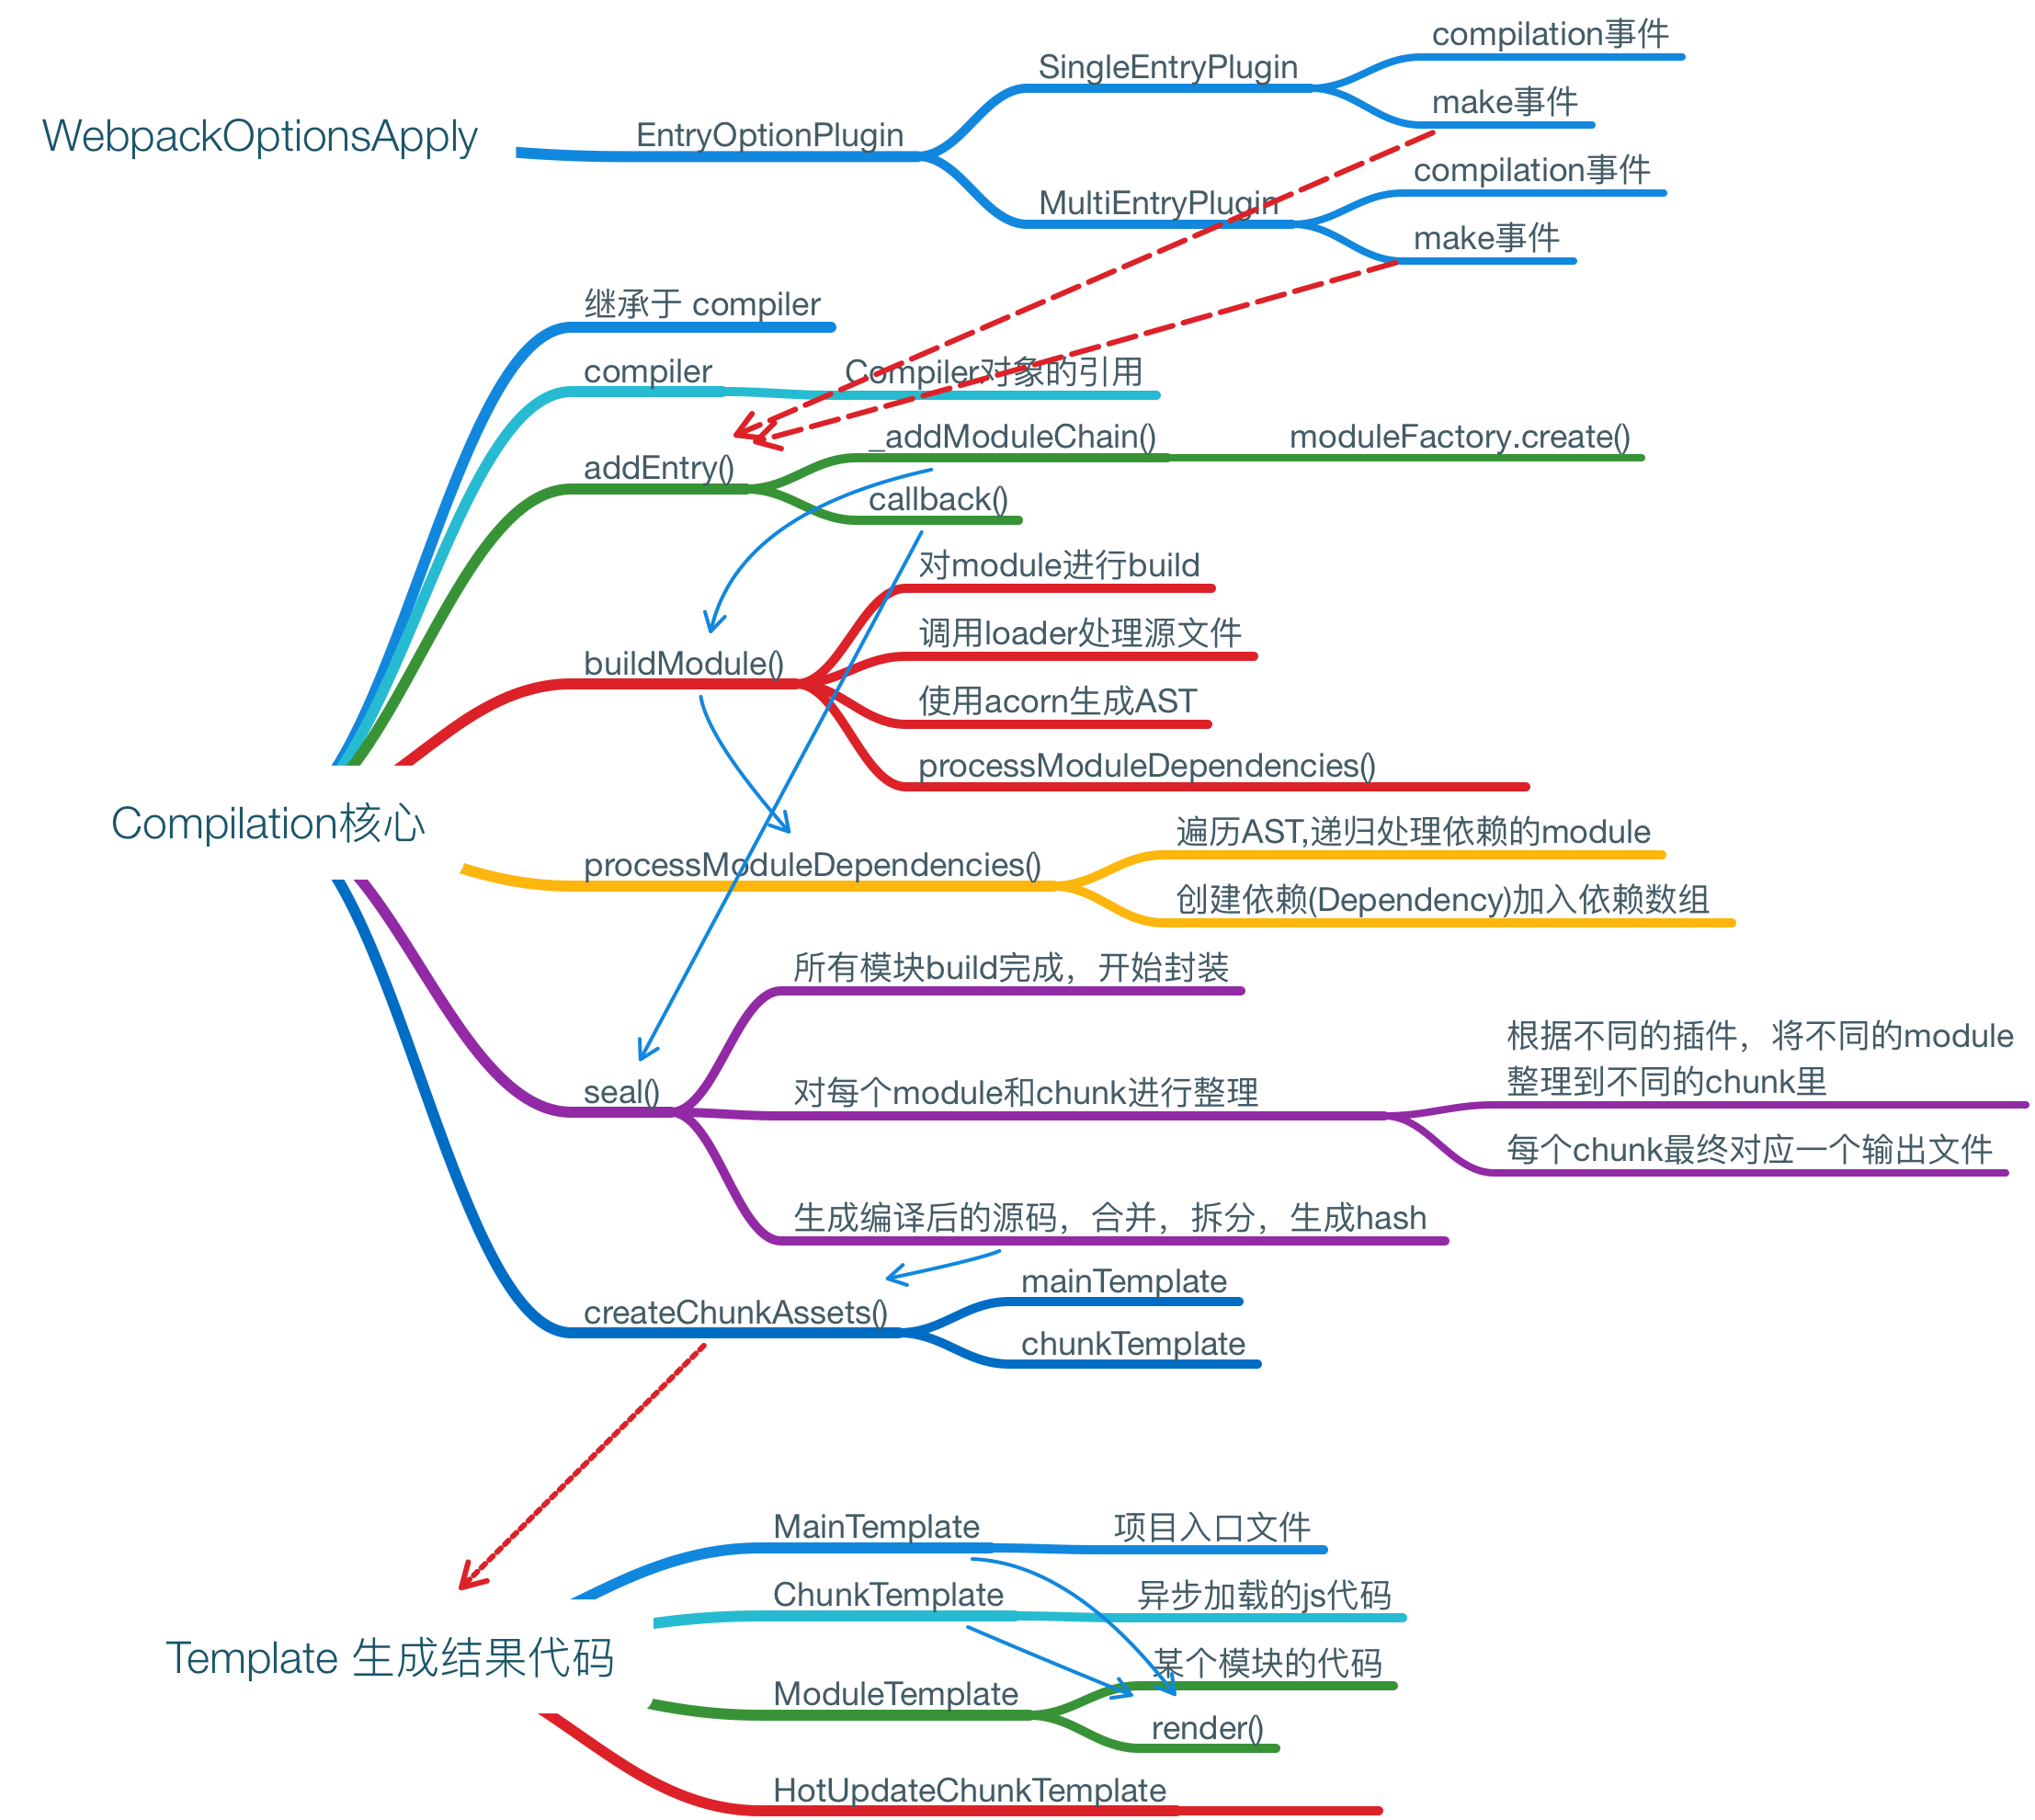 WebpackOptionsApply
EntryOptionPlugin
SingleEntryPlugin
compilation事件
make事件
MultiEntryPlugin
compilation事件
make事件
Compilation核心
继承于 compiler
compiler
Compiler对象的引用
addEntry()
_addModuleChain()
moduleFactory.create()
callback()
buildModule()
对module进行build
调用loader处理源文件
使用acorn生成AST
processModuleDependencies()
processModuleDependencies()
遍历AST,递归处理依赖的module
创建依赖(Dependency)加入依赖数组
seal()
所有模块build完成，开始封装
对每个module和chunk进行整理
根据不同的插件，将不同的module
整理到不同的chunk里
每个chunk最终对应一个输出文件
生成编译后的源码，合并，拆分，生成hash
createChunkAssets()
mainTemplate
chunkTemplate
Template 生成结果代码
MainTemplate
项目入口文件
ChunkTemplate
异步加载的js代码
ModuleTemplate
某个模块的代码
render()
HotUpdateChunkTemplate